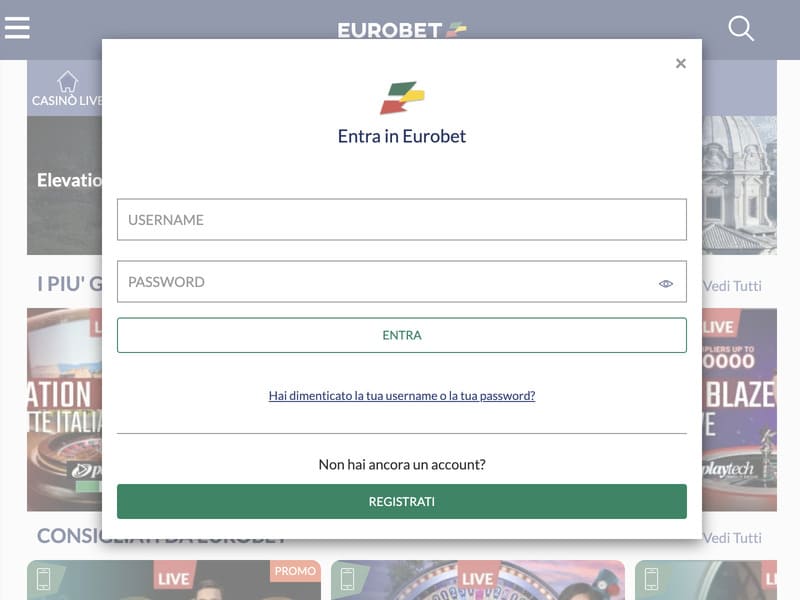 EUROBET
CASINÒ LIVE
Entra in Eurobet
Elevatio
USERNAME
I PIU' G
Vedi Tutti
PASSWORD
LIVE
PLIERS UP TO
0000
ENTRA
ATION
BLAZE
TTE ITALIA
VE
Hai dimenticato la tua username o la tua password?
Non hai ancora un account?
playtech
REGISTRATI
CONSIGLIATI DA EUROBET
Vedi Tutti
LIVE
PROMO
LIVE
LI